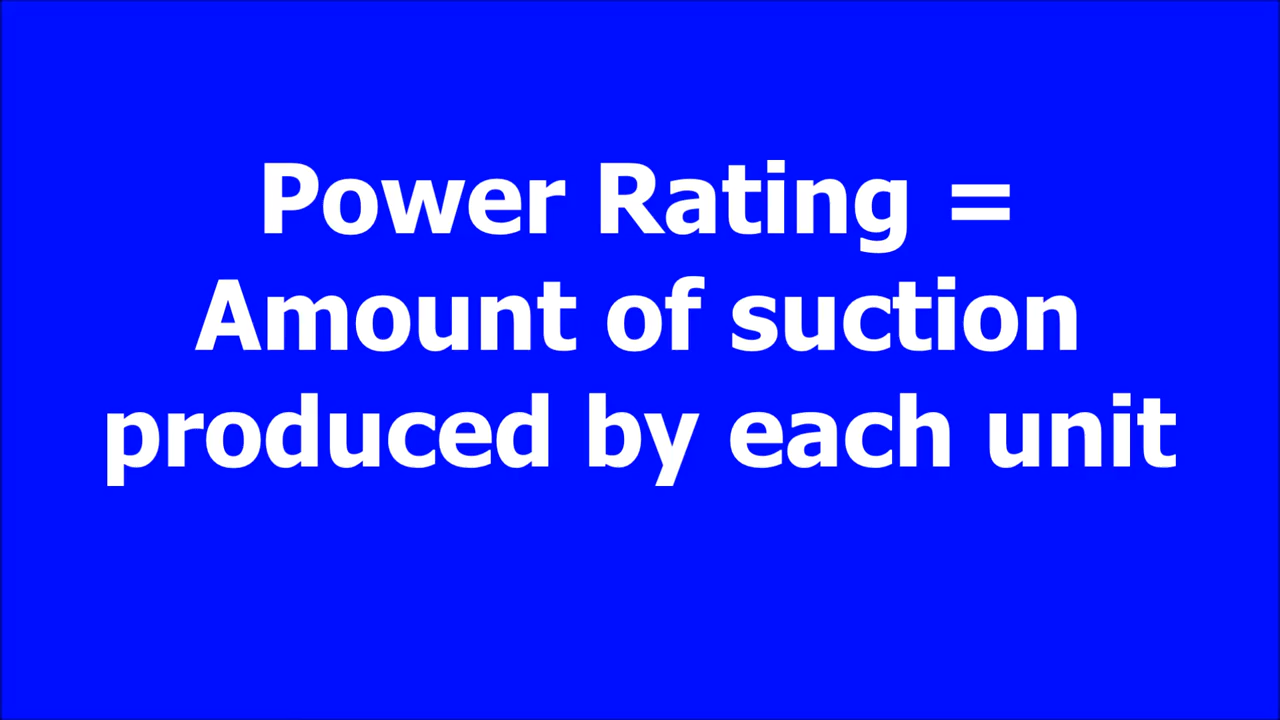 Power Rating =
Amount of suction
produced by each unit